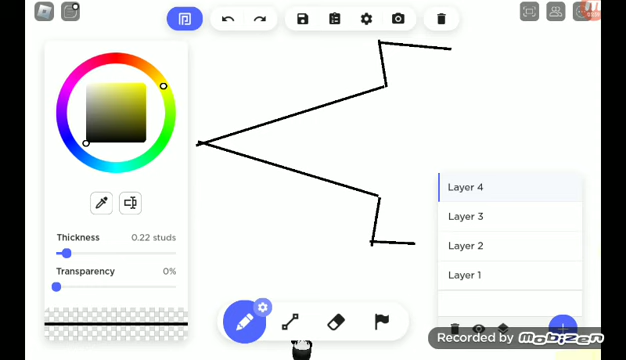 Layer 4
Layer 3
Thickness 0.22 studs
Layer 2
Transparency 0%
Layer 1
Recorded by mobizen